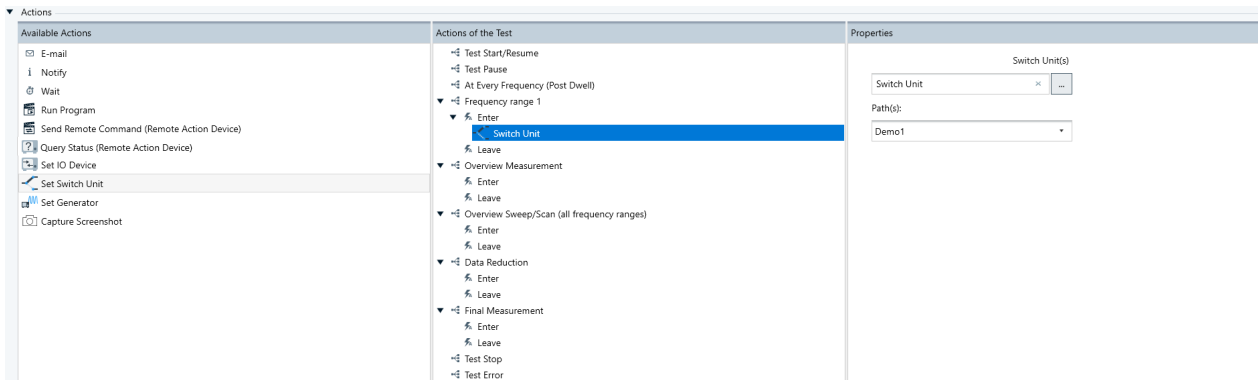 Actions
Available Actions
E-mail
Notify
Wait
Run Program
Send Remote Command (Remote Action Device)
Query Status (Remote Action Device)
Set IO Device
Set Switch Unit
Set Generator
Capture Screenshot
Actions of the Test
Test Start/Resume
Test Pause
At Every Frequency (Post Dwell)
Frequency range 1
Enter
Switch Unit
Leave
Overview Measurement
Enter
Leave
Overview Sweep/Scan (all frequency ranges)
Enter
Leave
Data Reduction
Enter
Leave
Final Measurement
Enter
Leave
Test Stop
Test Error
Properties
Switch Unit(s)
Switch Unit
...
Path(s):
Demo1